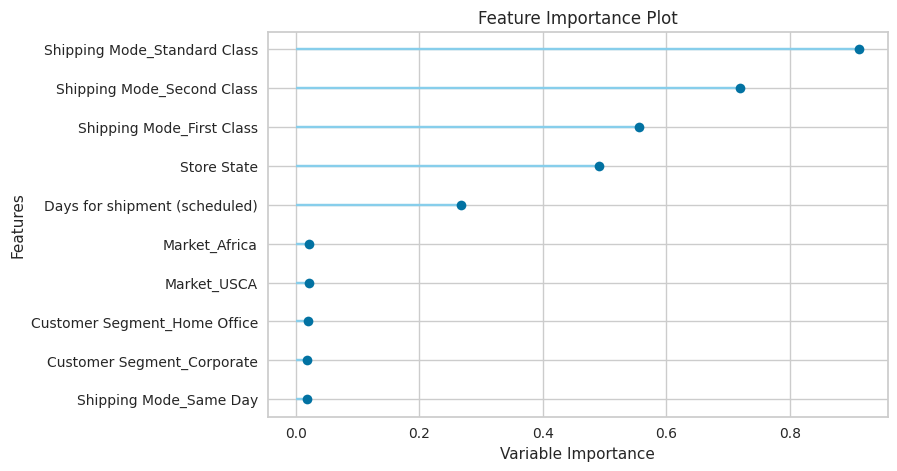 Feature Importance Plot
Features
Shipping Mode_Standard Class
Shipping Mode_Second Class
Shipping Mode_First Class
Store State
Days for shipment (scheduled)
Market_Africa
Market_USCA
Customer Segment_Home Office
Customer Segment_Corporate
Shipping Mode_Same Day
0.0 0.2 0.4 0.6 0.8
Variable Importance